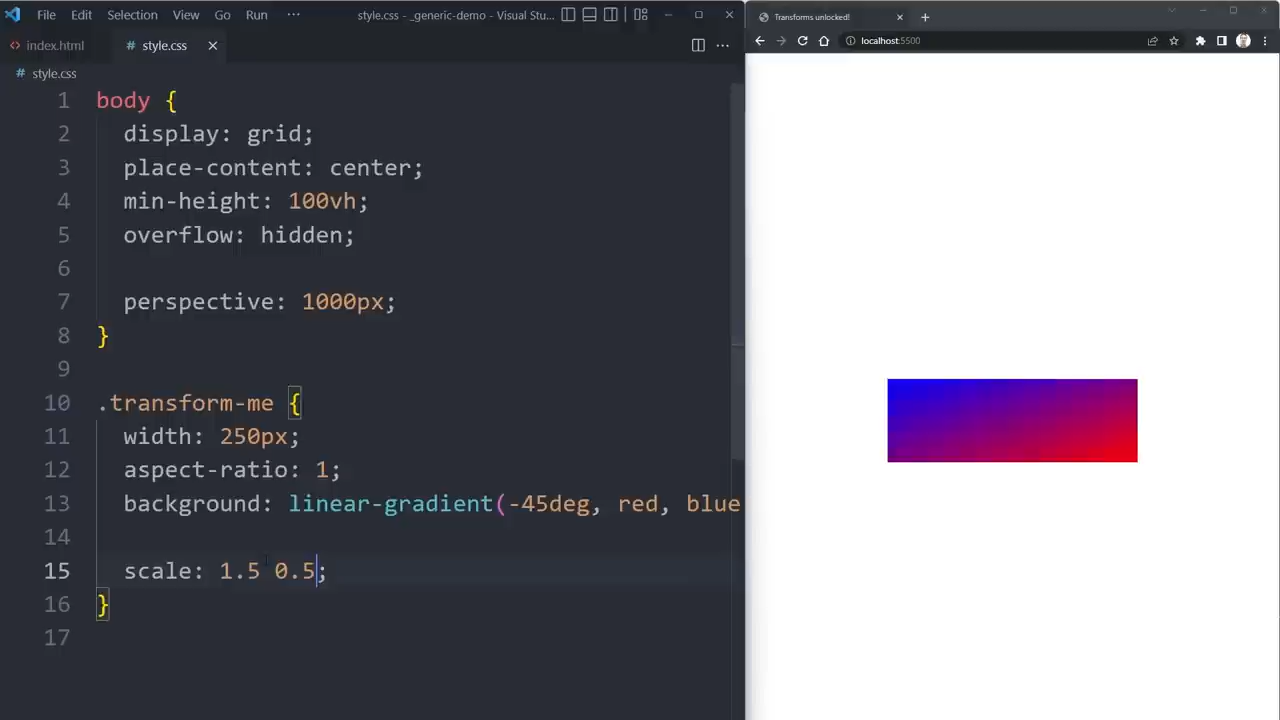 File Edit Selection View Go Run ··· style.css - _generic-demo - Visual Stu...
index.html # style.css
# style.css
1 body {
2 display: grid;
3 place-content: center;
4 min-height: 100vh;
5 overflow: hidden;
6
7 perspective: 1000px;
8 }
9
10 .transform-me {
11 width: 250px;
12 aspect-ratio: 1;
13 background: linear-gradient(-45deg, red, blue
14
15 scale: 1.5 0.5;
16 }
17
Transforms unlocked!
localhost:5500